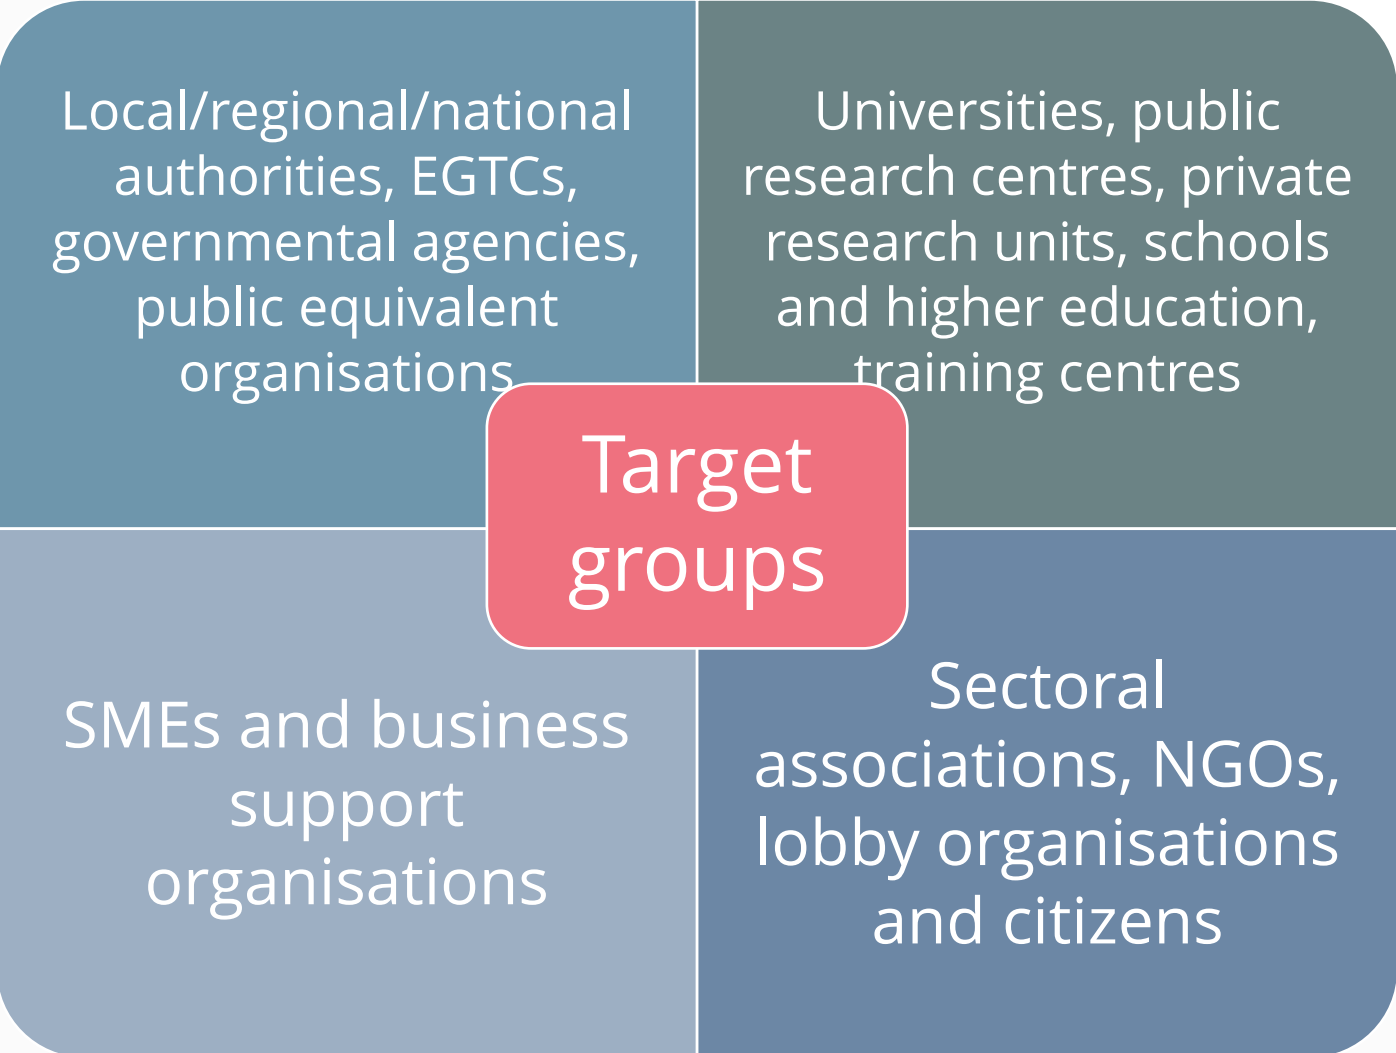 Local/regional/national
authorities, EGTCs,
governmental agencies,
public equivalent
organisations
Universities, public
research centres, private
research units, schools
and higher education,
training centres
Target
groups
SMEs and business
support
organisations
Sectoral
associations, NGOs,
lobby organisations
and citizens